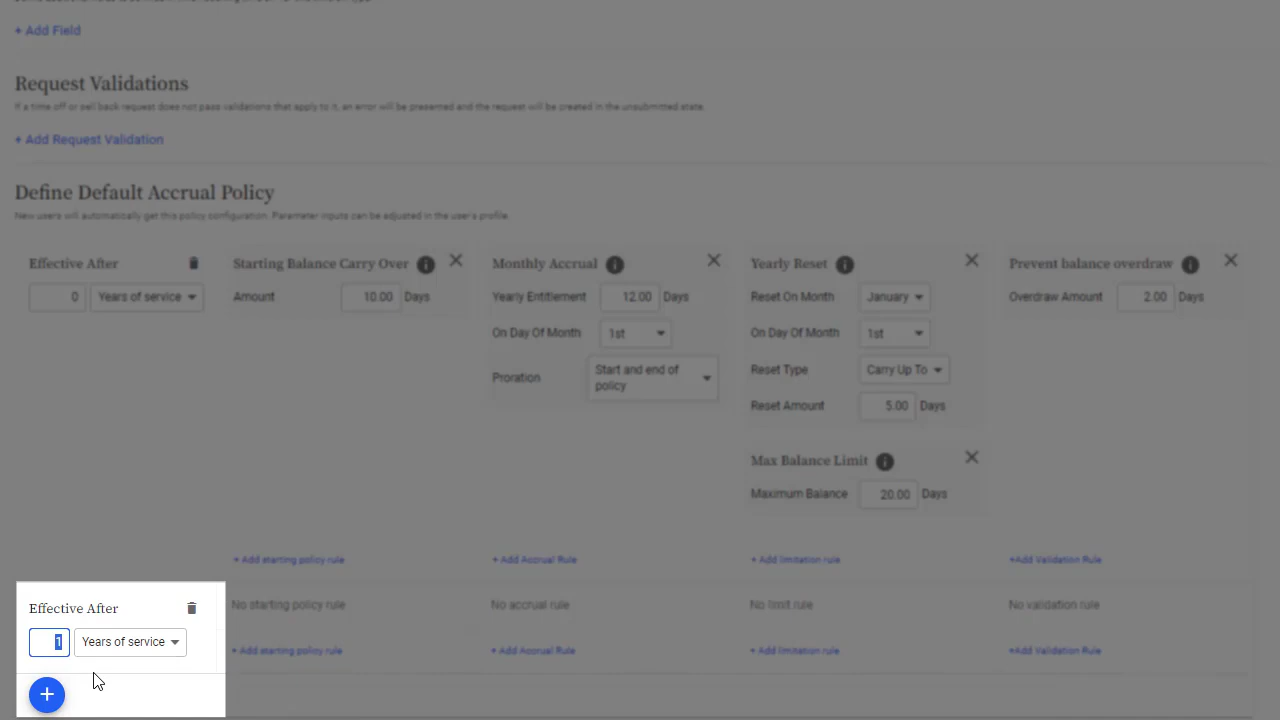 + Add Field
Request Validations
If a time off or sell back request does not pass validations that apply to it, an error will be presented and the request will be created in the unsubmitted state.
+ Add Request Validation
Define Default Accrual Policy
New users will automatically get this policy configuration. Parameter inputs can be adjusted in the user's profile.
Effective After
0 Years of service
Starting Balance Carry Over
Amount 10.00 Days
Monthly Accrual
Yearly Entitlement 12.00 Days
On Day Of Month 1st
Proration Start and end of
policy
Yearly Reset
Reset On Month January
On Day Of Month 1st
Reset Type Carry Up To
Reset Amount 5.00 Days
Max Balance Limit
Maximum Balance 20.00 Days
Prevent balance overdraw
Overdraw Amount 2.00 Days
+ Add starting policy rule
+ Add Accrual Rule
+ Add limitation rule
+Add Validation Rule
Effective After
1 Years of service
No starting policy rule
No accrual rule
No limit rule
No validation rule
+ Add starting policy rule
+ Add Accrual Rule
+ Add limitation rule
+Add Validation Rule